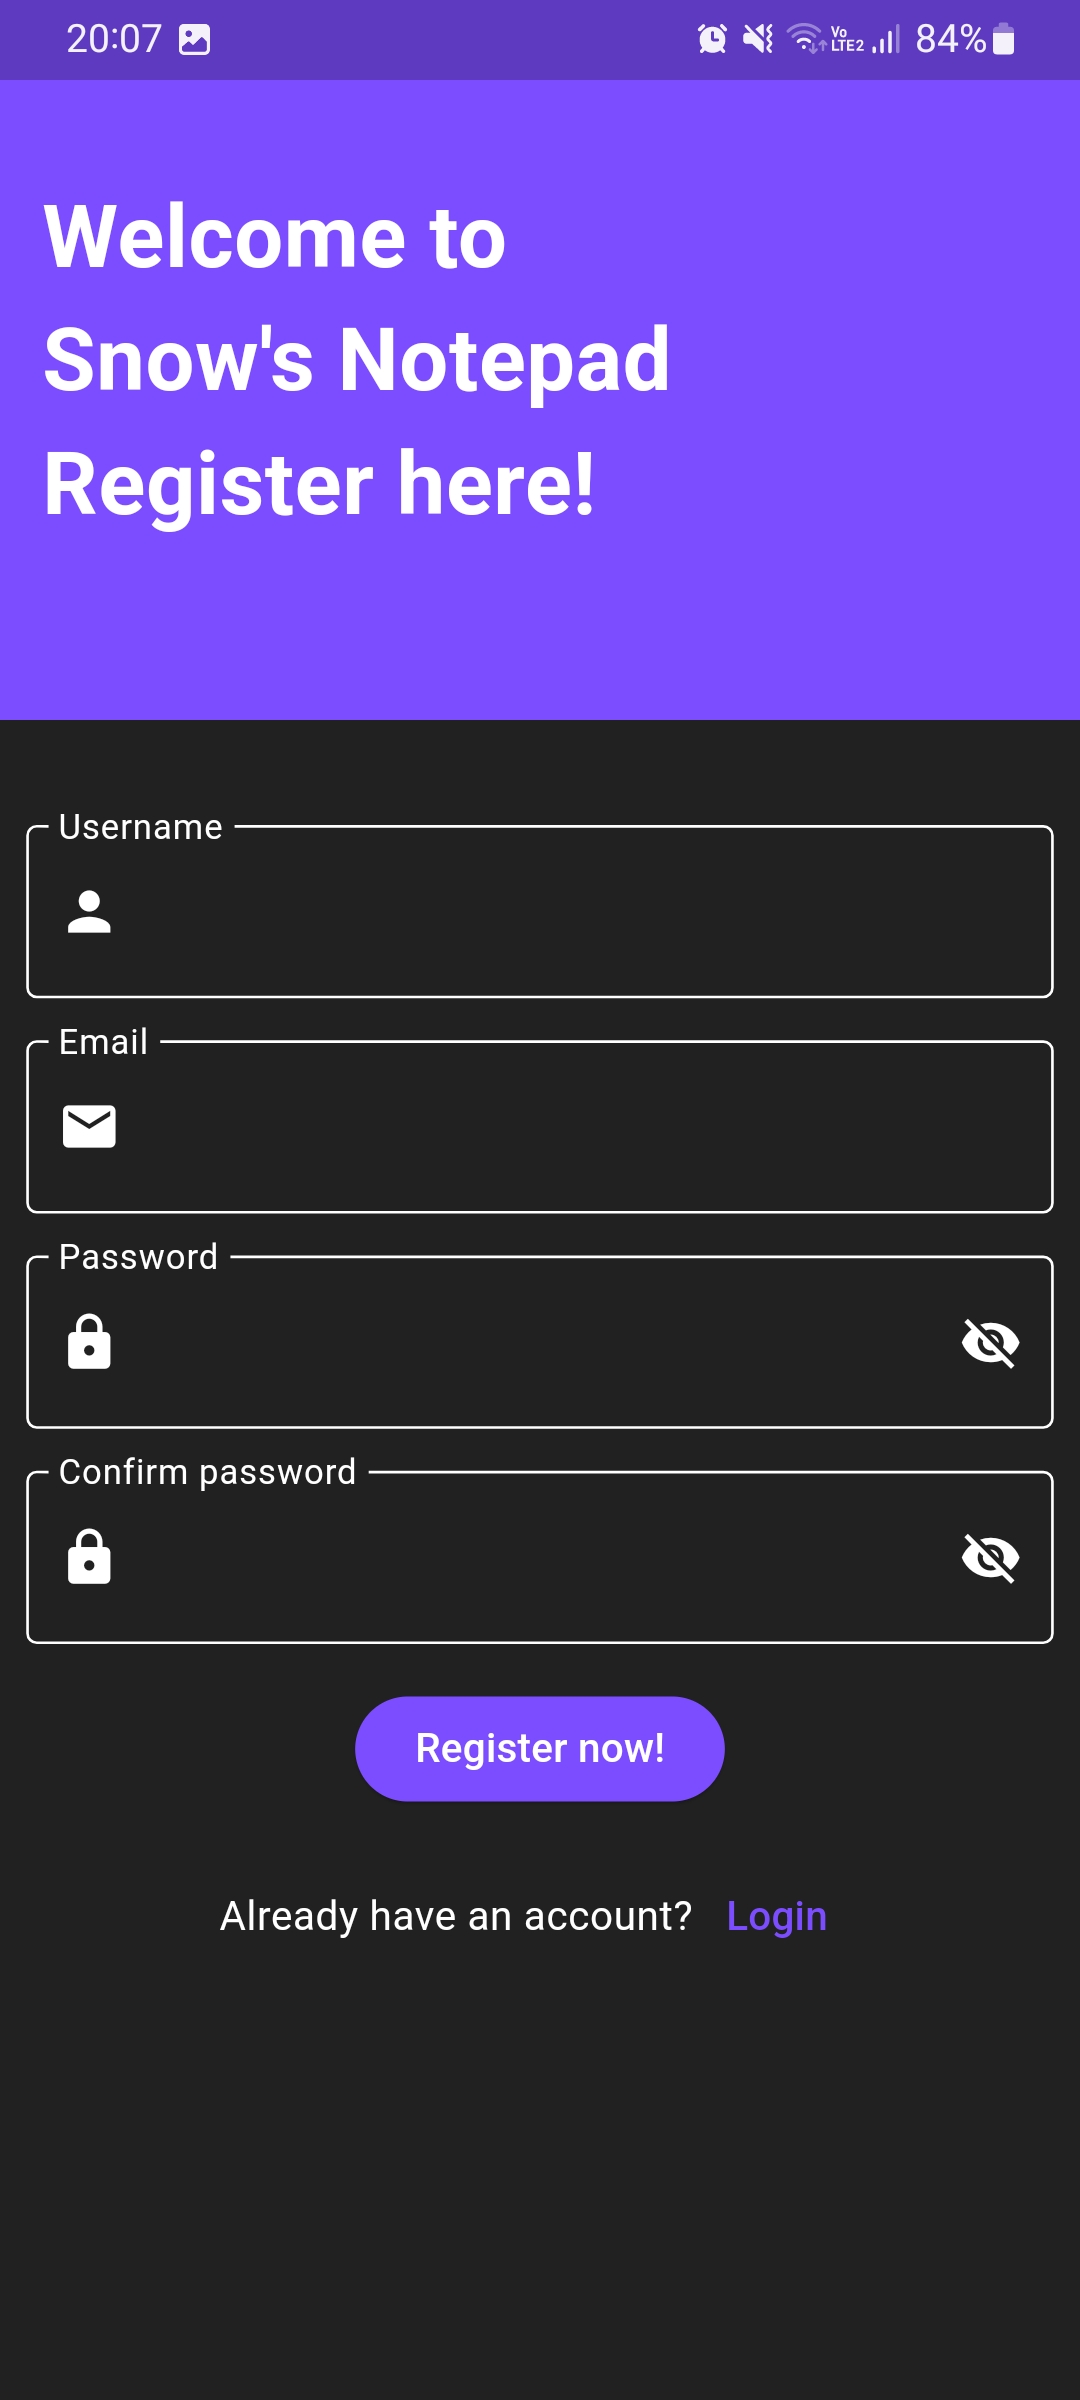 20:07
Vo
LTE2
84%
Welcome to
Snow's Notepad
Register here!
Username
Email
Password
Confirm password
Register now!
Already have an account? Login